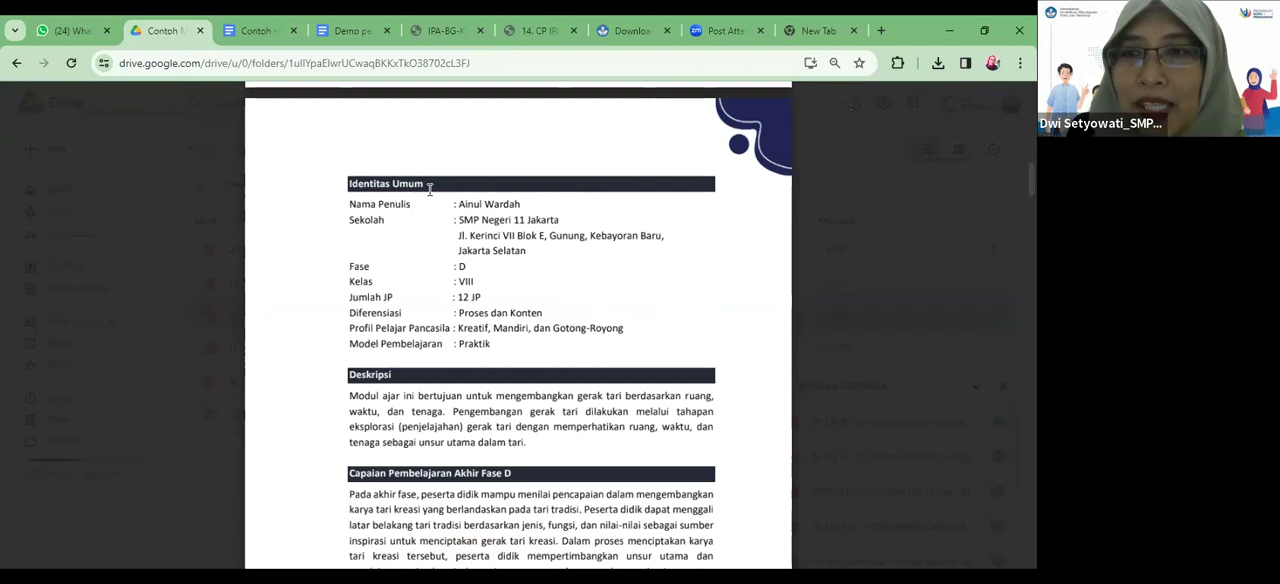 (24) Wha
Contoh M
Contoh n
Demo pe
IPA-BG-K
14. CP IP
Downloa
Post Atte
New Tab
drive.google.com/drive/u/0/folders/1ulIYpaEIwrUCwaqBKKxTkO38702cL3FJ
Dwi Setyowati_SMP...
Identitas Umum
Nama Penulis : Ainul Wardah
Sekolah : SMP Negeri 11 Jakarta
Jl. Kerinci VII Blok E, Gunung, Kebayoran Baru,
Jakarta Selatan
Fase : D
Kelas : VIII
Jumlah JP : 12 JP
Diferensiasi : Proses dan Konten
Profil Pelajar Pancasila : Kreatif, Mandiri, dan Gotong-Royong
Model Pembelajaran : Praktik
Deskripsi
Modul ajar ini bertujuan untuk mengembangkan gerak tari berdasarkan ruang,
waktu, dan tenaga. Pengembangan gerak tari dilakukan melalui tahapan
eksplorasi (penjelajahan) gerak tari dengan memperhatikan ruang, waktu, dan
tenaga sebagai unsur utama dalam tari.
Capaian Pembelajaran Akhir Fase D
Pada akhir fase, peserta didik mampu menilai pencapaian dalam mengembangkan
karya tari kreasi yang berlandaskan pada tari tradisi. Peserta didik dapat menggali
latar belakang tari tradisi berdasarkan jenis, fungsi, dan nilai-nilai sebagai sumber
inspirasi untuk menciptakan gerak tari kreasi. Dalam proses menciptakan karya
tari kreasi tersebut, peserta didik mempertimbangkan unsur utama dan